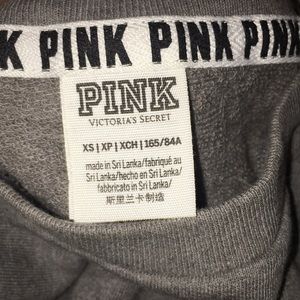 K PINK PINK PINK
PINK
VICTORIA'S SECRET
XS | XP | XCH | 165/84A
made in Sri Lanka/fabriqué au
Sri Lanka/hecho en Sri Lanka/
fabbricato in Sri Lanka/
斯里兰卡制造